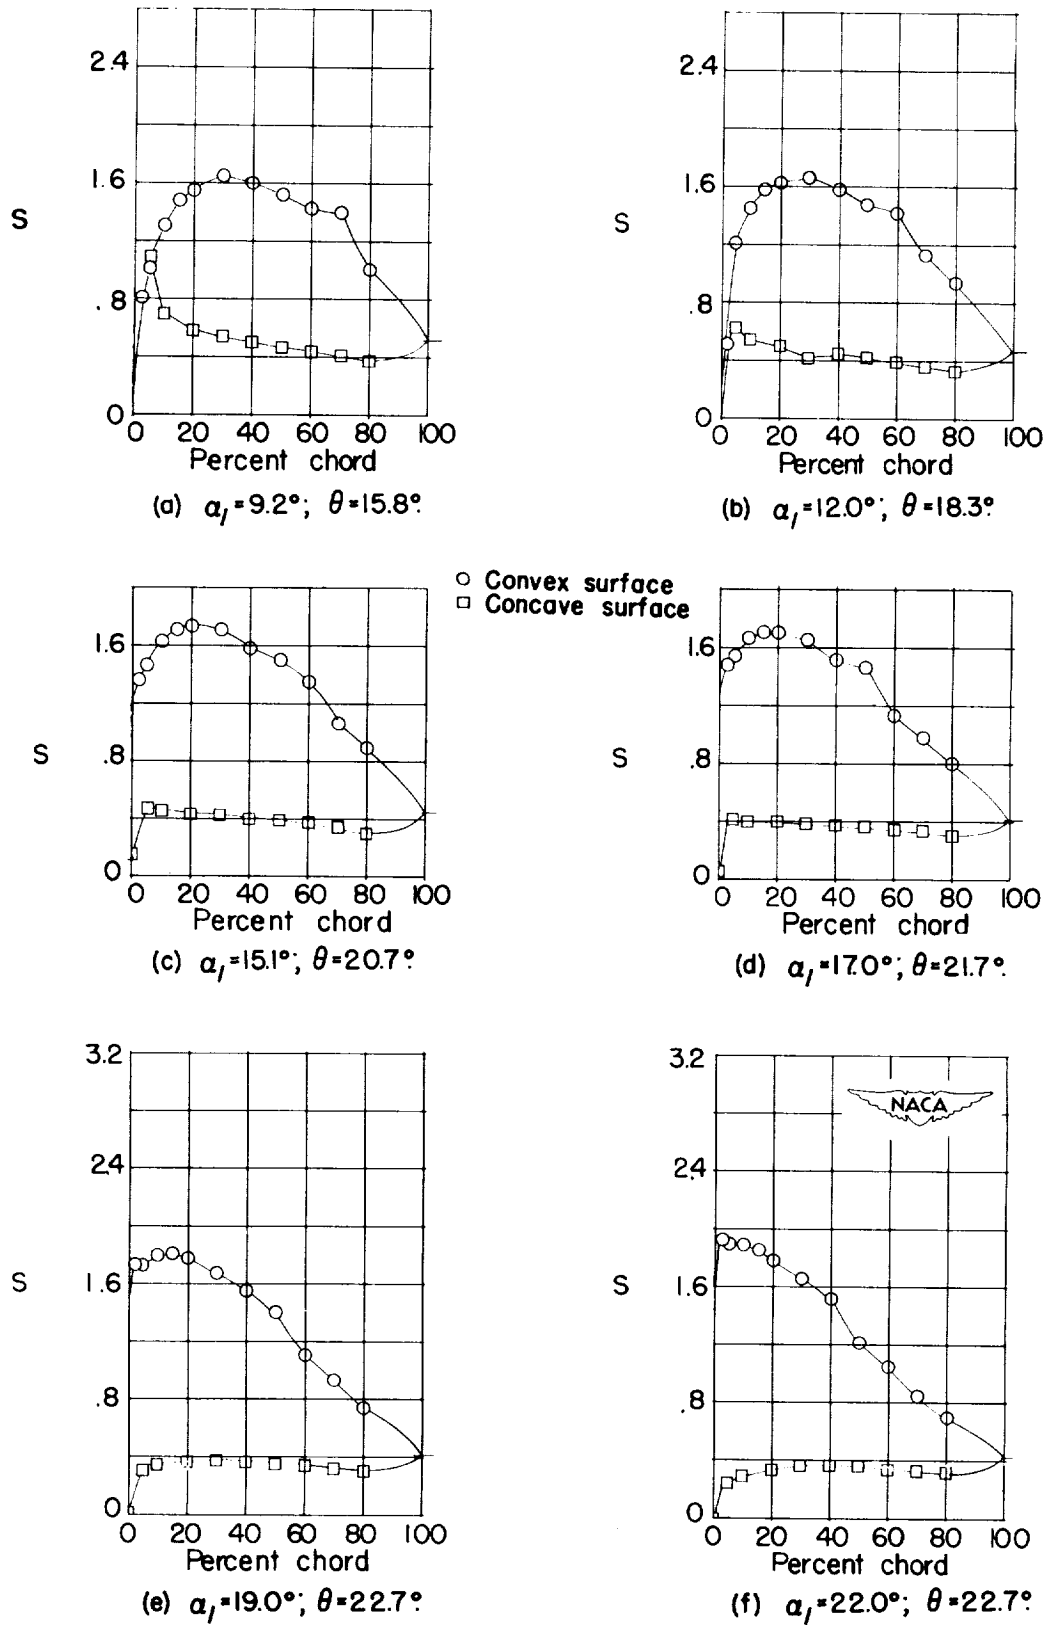 2.4
1.6
S
.8
0
0 20 40 60 80 100
Percent chord
(a) α₁=9.2°; θ=15.8°.
2.4
1.6
S
.8
0
0 20 40 60 80 100
Percent chord
(b) α₁=12.0°; θ=18.3°.
○ Convex surface
□ Concave surface
1.6
S
.8
0
0 20 40 60 80 100
Percent chord
(c) α₁=15.1°; θ=20.7°.
1.6
S
.8
0
0 20 40 60 80 100
Percent chord
(d) α₁=17.0°; θ=21.7°.
3.2
2.4
1.6
S
.8
0
0 20 40 60 80 100
Percent chord
(e) α₁=19.0°; θ=22.7°.
3.2
NACA
2.4
1.6
S
.8
0
0 20 40 60 80 100
Percent chord
(f) α₁=22.0°; θ=22.7°.